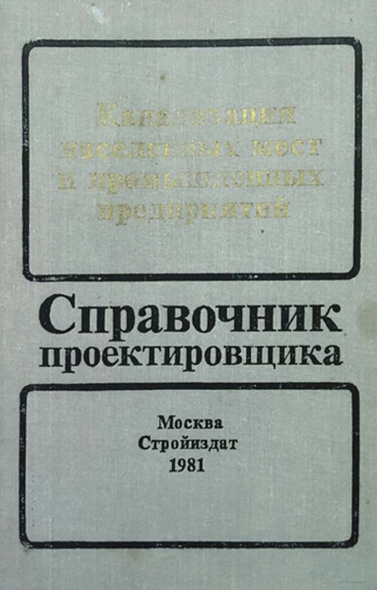 Канализация
населенных мест
и промышленных
предприятий
Справочник
проектировщика
Москва
Стройиздат
1981